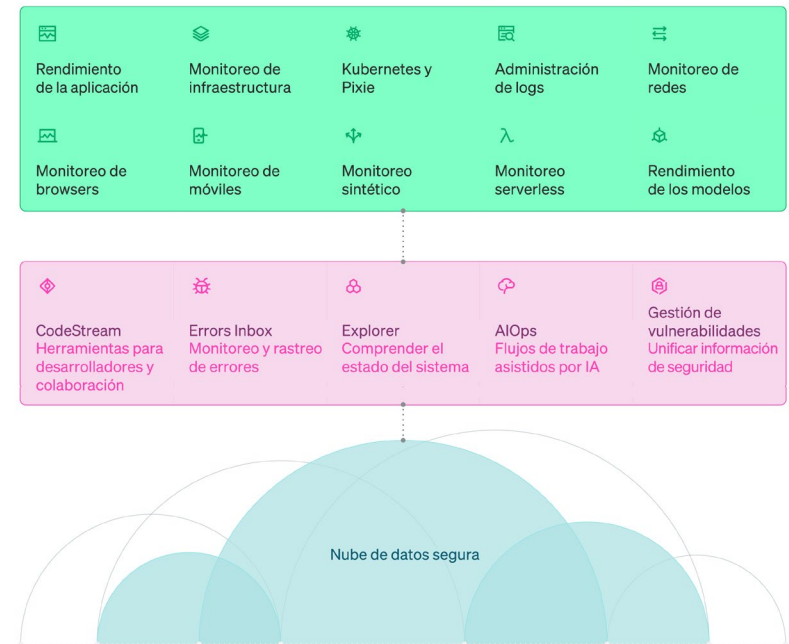 Rendimiento
de la aplicación
Monitoreo de
infraestructura
Kubernetes y
Pixie
Administración
de logs
Monitoreo de
redes
Monitoreo de
browsers
Monitoreo de
móviles
Monitoreo
sintético
Monitoreo
serverless
Rendimiento
de los modelos
CodeStream
Herramientas para
desarrolladores y
colaboración
Errors Inbox
Monitoreo y rastreo
de errores
Explorer
Comprender el
estado del sistema
AIOps
Flujos de trabajo
asistidos por IA
Gestión de
vulnerabilidades
Unificar información
de seguridad
Nube de datos segura